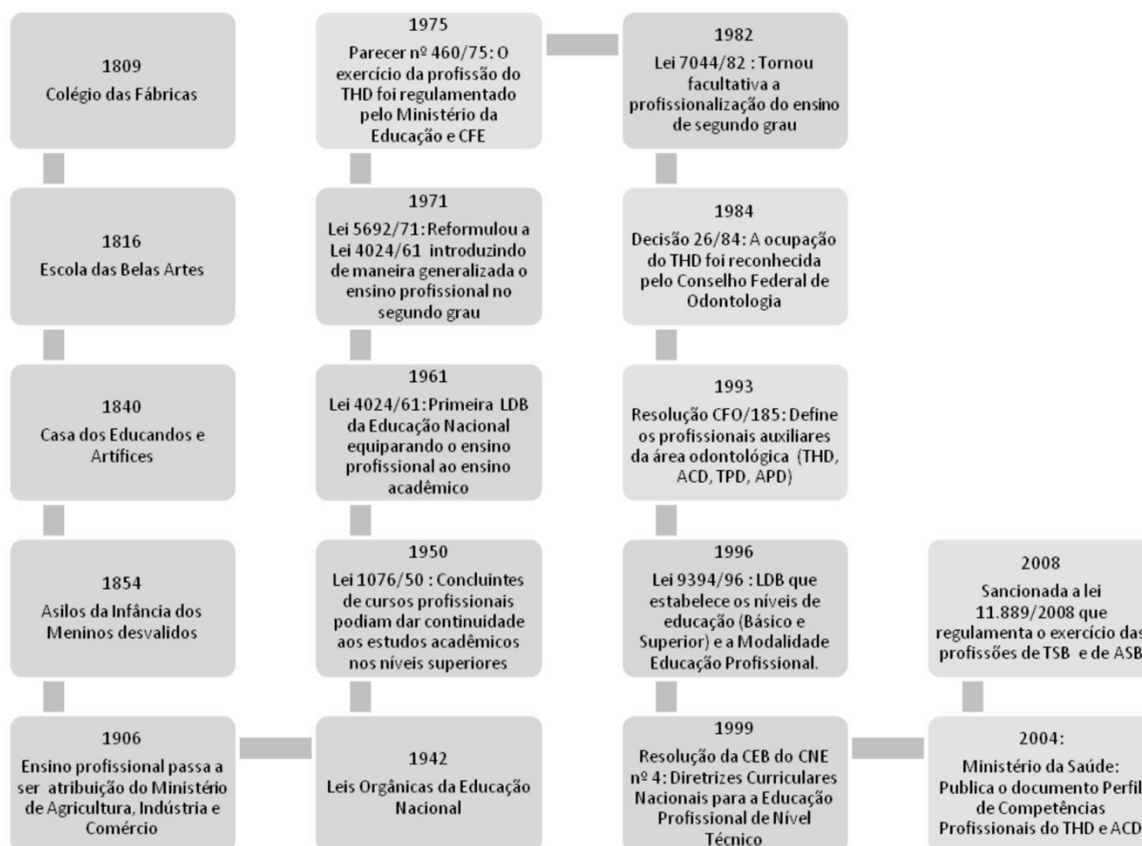 1809
Colégio das Fábricas
1816
Escola das Belas Artes
1840
Casa dos Educandos e
Artífices
1854
Asilos da Infância dos
Meninos desvalidos
1906
Ensino profissional passa a
ser atribuição do Ministério
de Agricultura, Indústria e
Comércio
1942
Leis Orgânicas da Educação
Nacional
1950
Lei 1076/50 : Concluintes
de cursos profissionais
podiam dar continuidade
aos estudos acadêmicos
nos níveis superiores
1961
Lei 4024/61: Primeira LDB
da Educação Nacional
equiparando o ensino
profissional ao ensino
acadêmico
1971
Lei 5692/71: Reformulou a
Lei 4024/61 introduzindo
de maneira generalizada o
ensino profissional no
segundo grau
1975
Parecer nº 460/75: O
exercício da profissão do
THD foi regulamentado
pelo Ministério da
Educação e CFE
1982
Lei 7044/82 : Tornou
facultativa a
profissionalização do ensino
de segundo grau
1984
Decisão 26/84: A ocupação
do THD foi reconhecida
pelo Conselho Federal de
Odontologia
1993
Resolução CFO/185: Define
os profissionais auxiliares
da área odontológica (THD,
ACD, TPD, APD)
1996
Lei 9394/96 : LDB que
estabelece os níveis de
educação (Básico e
Superior) e a Modalidade
Educação Profissional.
1999
Resolução da CEB do CNE
nº 4: Diretrizes Curriculares
Nacionais para a Educação
Profissional de Nível
Técnico
2004:
Ministério da Saúde:
Publica o documento Perfil
de Competências
Profissionais do THD e ACD
2008
Sancionada a lei
11.889/2008 que
regulamenta o exercício das
profissões de TSB e de ASB